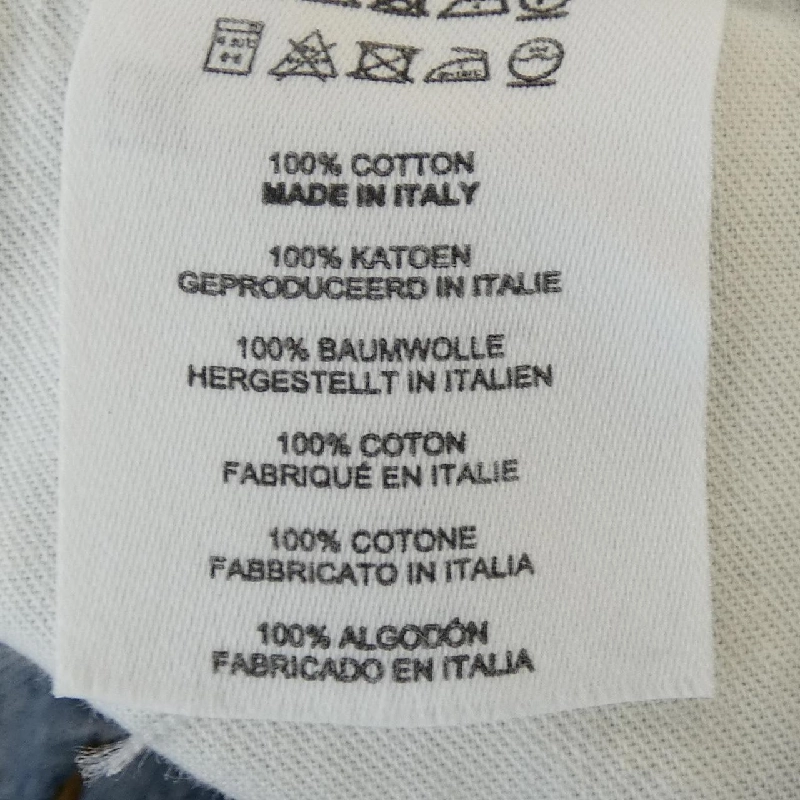 100% COTTON
MADE IN ITALY
100% KATOEN
GEPRODUCEERD IN ITALIE
100% BAUMWOLLE
HERGESTELLT IN ITALIEN
100% COTON
FABRIQUÉ EN ITALIE
100% COTONE
FABBRICATO IN ITALIA
100% ALGODÓN
FABRICADO EN ITALIA